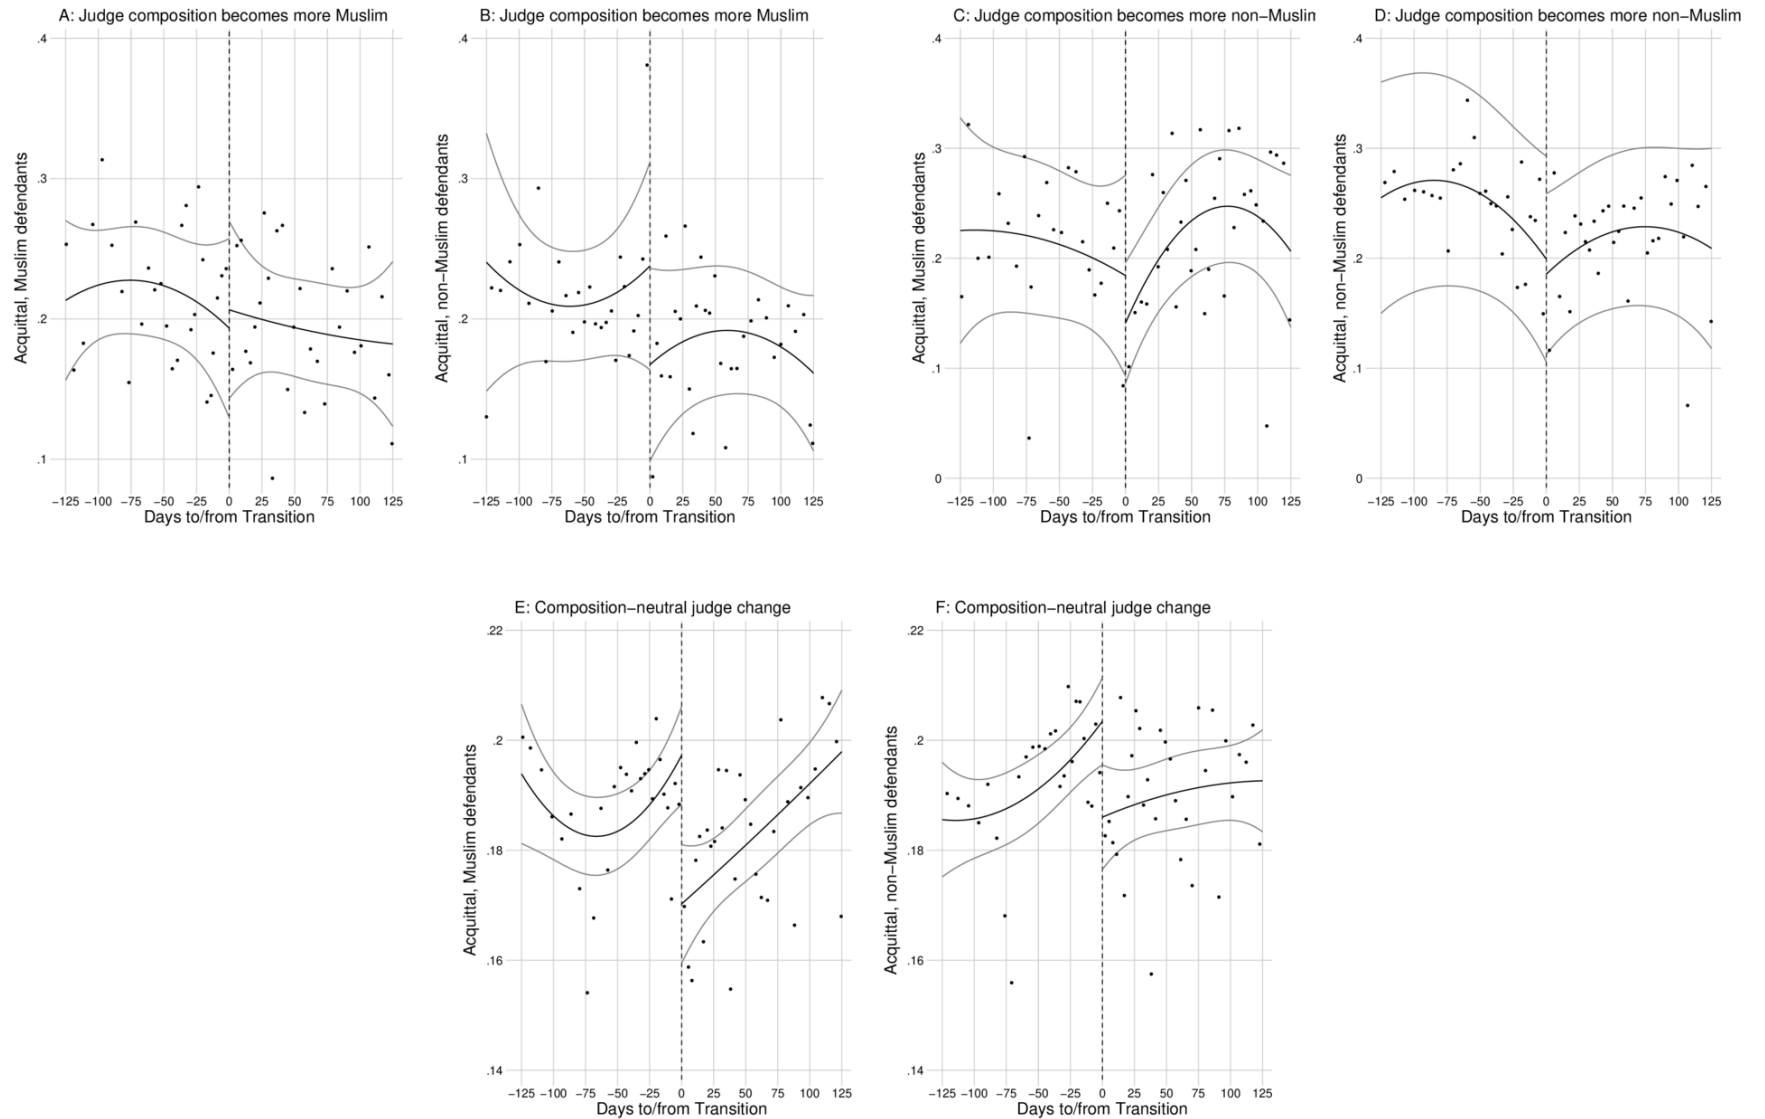 A: Judge composition becomes more Muslim
Acquittal, Muslim defendants
.4
.3
.2
.1
−125 −100 −75 −50 −25 0 25 50 75 100 125
Days to/from Transition
B: Judge composition becomes more Muslim
Acquittal, non−Muslim defendants
.4
.3
.2
.1
−125 −100 −75 −50 −25 0 25 50 75 100 125
Days to/from Transition
C: Judge composition becomes more non−Muslin
Acquittal, Muslim defendants
.4
.3
.2
.1
0
−125 −100 −75 −50 −25 0 25 50 75 100 125
Days to/from Transition
D: Judge composition becomes more non−Muslim
Acquittal, non−Muslim defendants
.4
.3
.2
.1
0
−125 −100 −75 −50 −25 0 25 50 75 100 125
Days to/from Transition
E: Composition−neutral judge change
Acquittal, Muslim defendants
.22
.2
.18
.16
.14
−125 −100 −75 −50 −25 0 25 50 75 100 125
Days to/from Transition
F: Composition−neutral judge change
Acquittal, non−Muslim defendants
.22
.2
.18
.16
.14
−125 −100 −75 −50 −25 0 25 50 75 100 125
Days to/from Transition